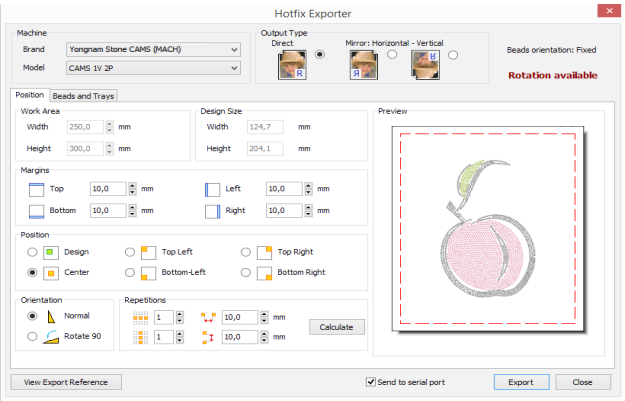 Hotfix Exporter
Machine
Brand Yongnam Stone CAMS (MACH)
Model CAMS 1V 2P
Output Type
Direct Mirror: Horizontal - Vertical
R R R
Beads orientation: Fixed
Rotation available
Position Beads and Trays
Work Area
Width 250,0 mm
Height 300,0 mm
Design Size
Width 124,7 mm
Height 204,1 mm
Preview
Margins
Top 10,0 mm Left 10,0 mm
Bottom 10,0 mm Right 10,0 mm
Position
Design Top Left Top Right
Center Bottom-Left Bottom Right
Orientation
Normal
Rotate 90
Repetitions
1 10,0 mm
1 10,0 mm
Calculate
View Export Reference Send to serial port Export Close